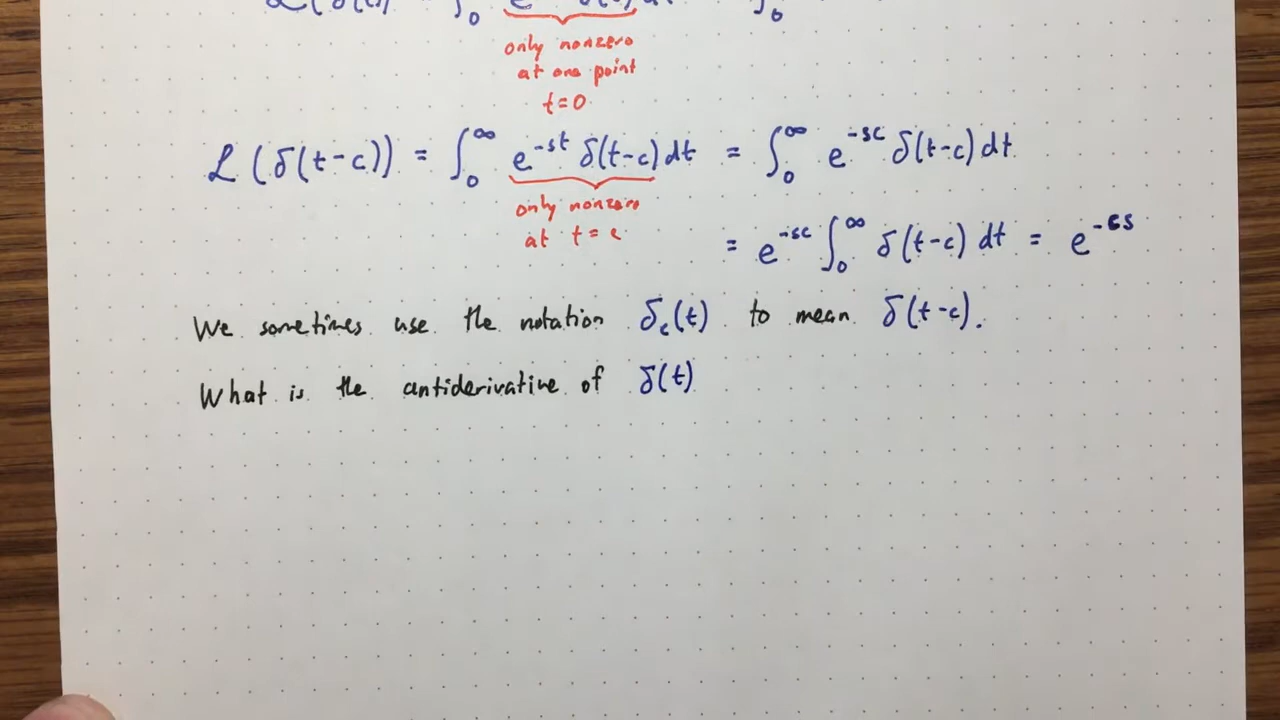 only nonzero
at one point
t=0
ℒ(δ(t-c)) = ∫₀^∞ e^{-st} δ(t-c) dt = ∫₀^∞ e^{-sc} δ(t-c) dt
only nonzero
at t=c
= e^{-sc} ∫₀^∞ δ(t-c) dt = e^{-cs}
We sometimes use the notation δ_c(t) to mean δ(t-c).
What is the antiderivative of δ(t)